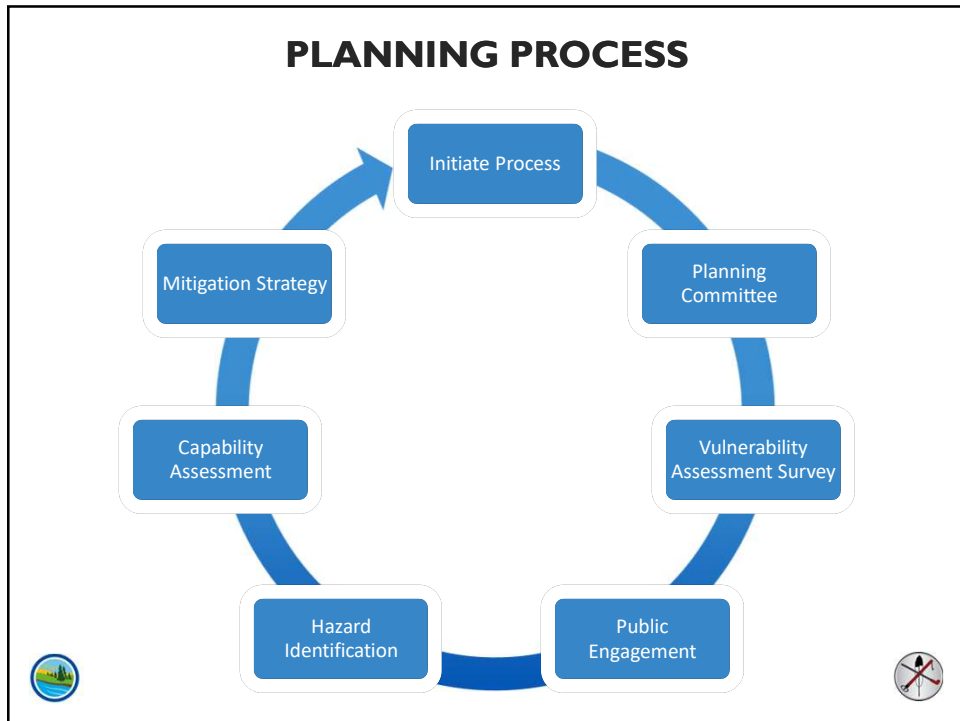 PLANNING PROCESS
Initiate Process
Planning
Committee
Vulnerability
Assessment Survey
Public
Engagement
Hazard
Identification
Capability
Assessment
Mitigation Strategy